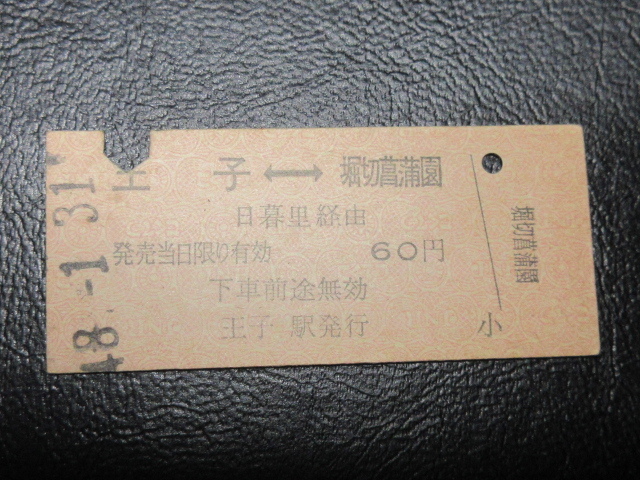 48.-1.31
王子⟷堀切菖蒲園
日暮里経由
発売当日限り有効 60円
下車前途無効
王子 駅発行
堀切菖蒲園
小